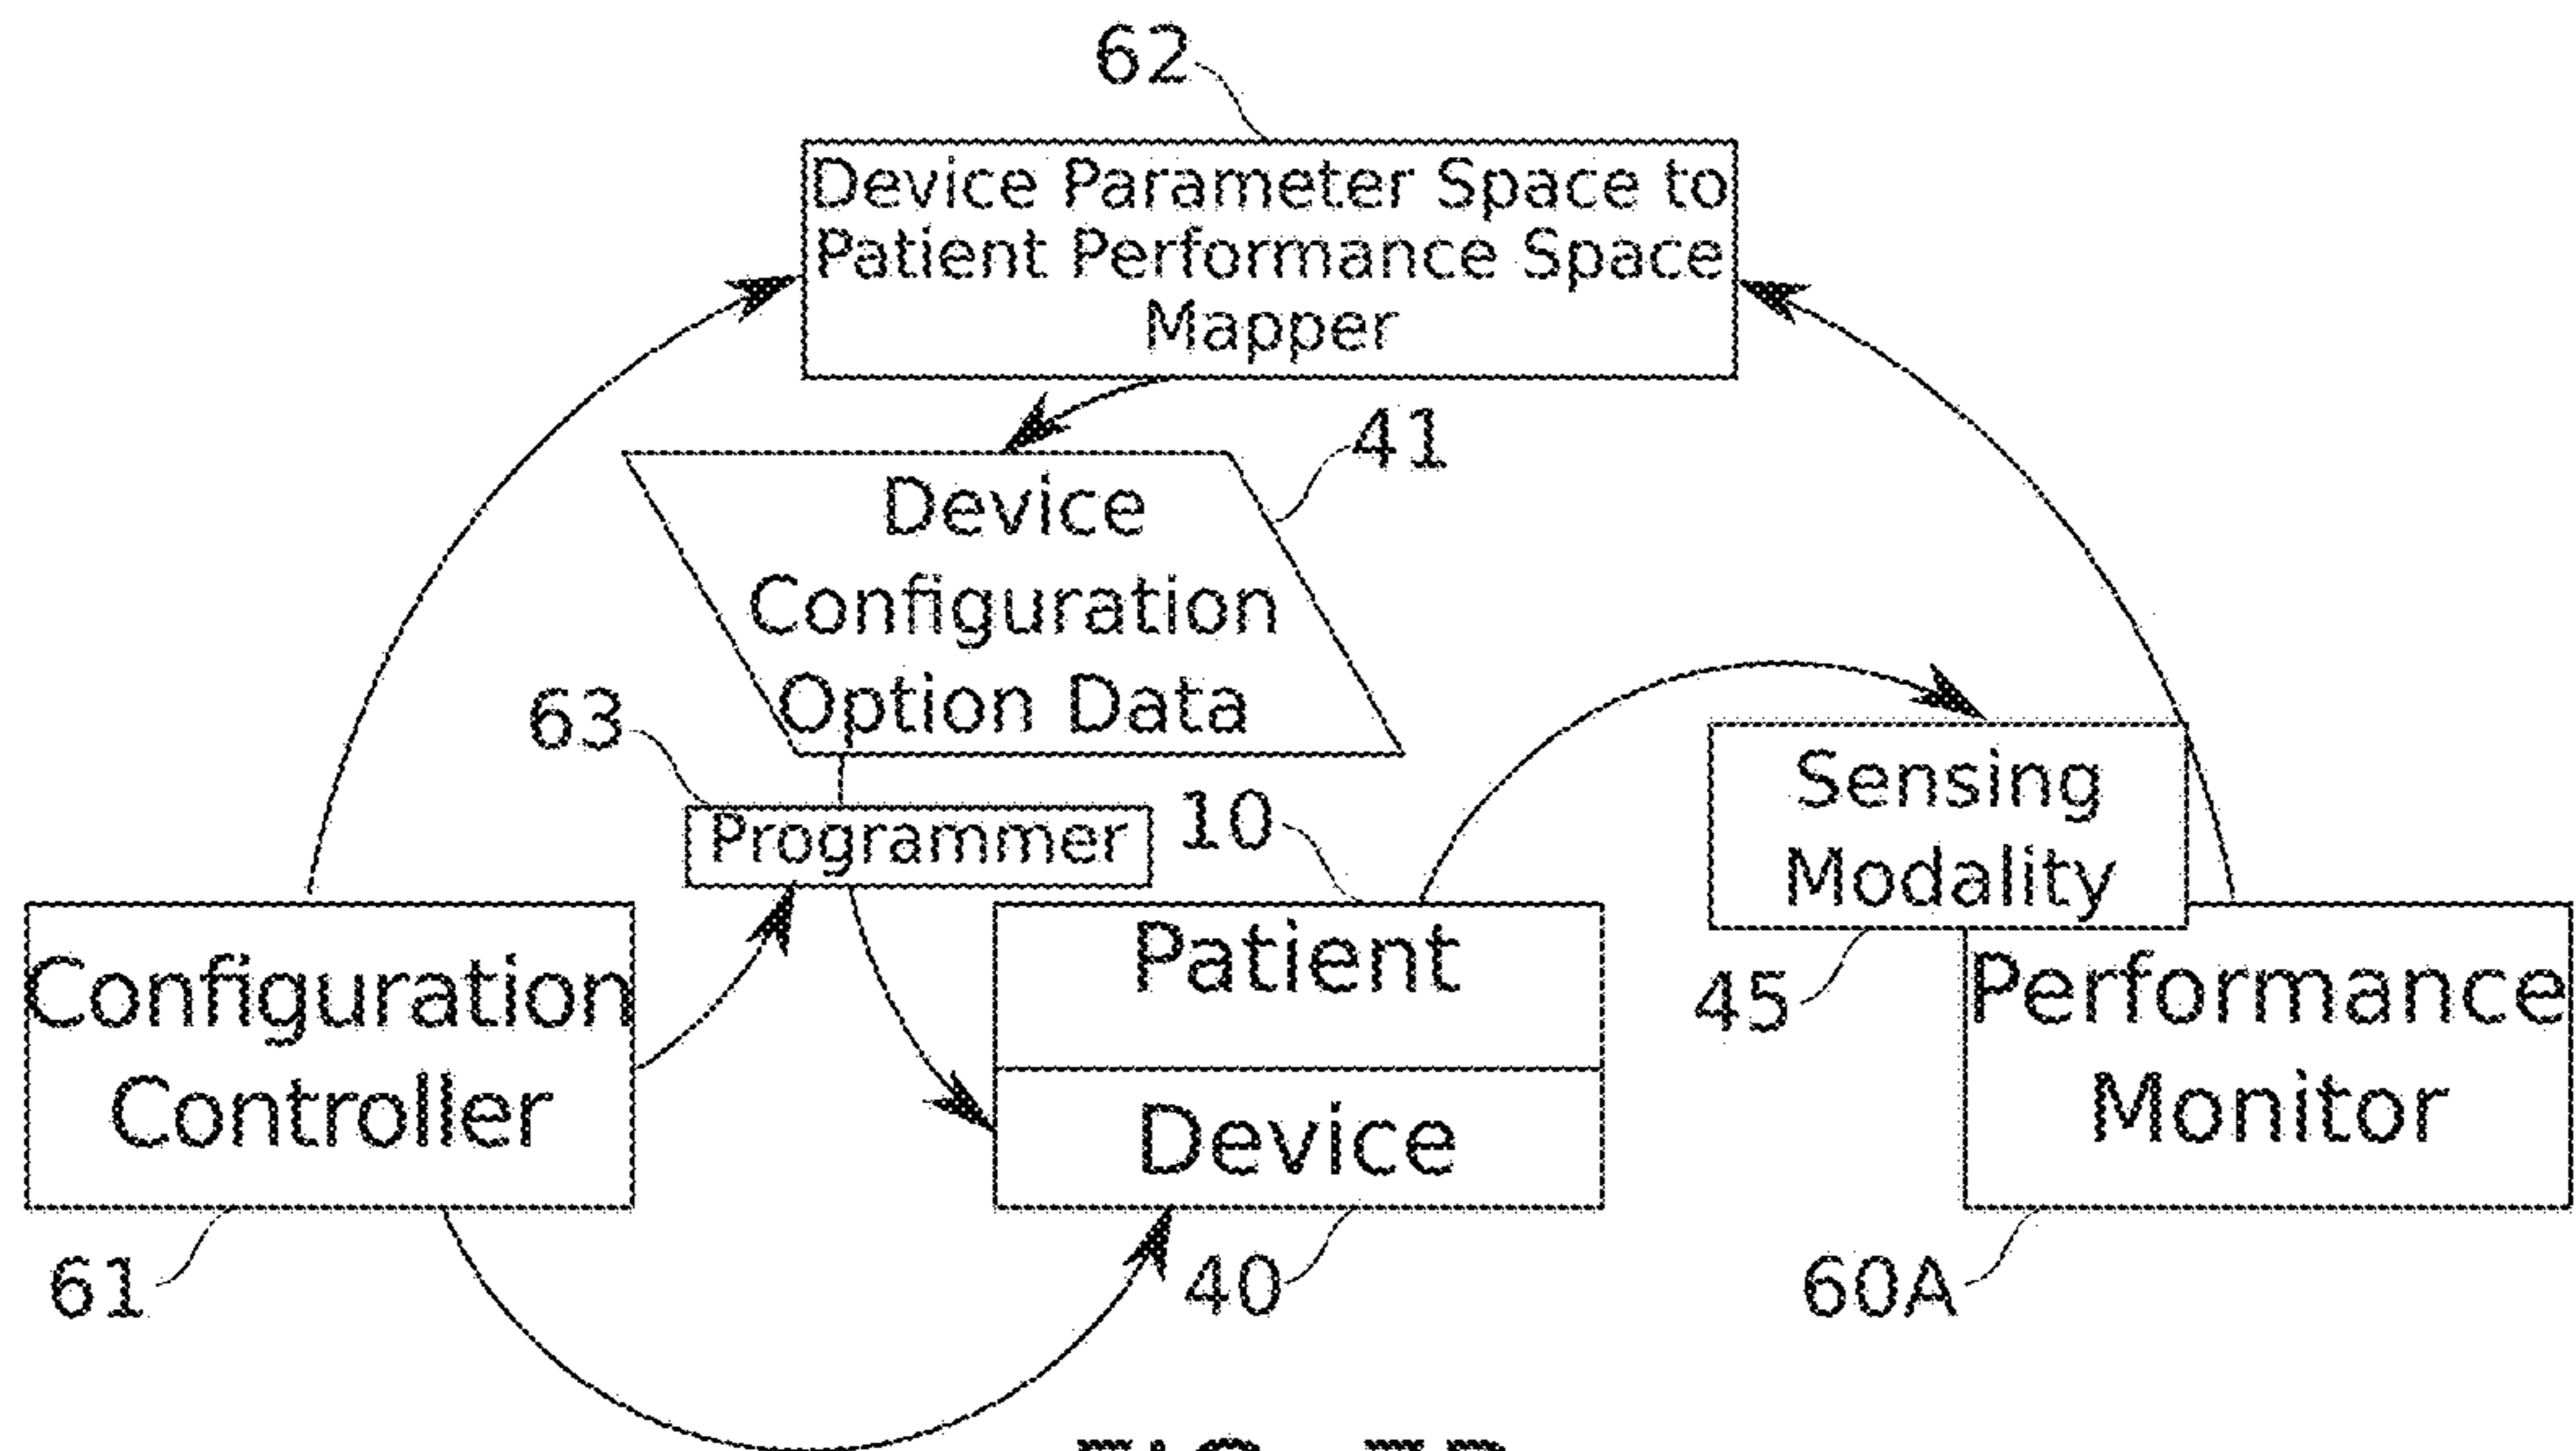 62
Device Parameter Space to
Patient Performance Space
Mapper
41
Device
Configuration
Option Data
63
Programmer
10
Sensing
Modality
Configuration
Controller
Patient
Device
45
Performance
Monitor
61
40
60A